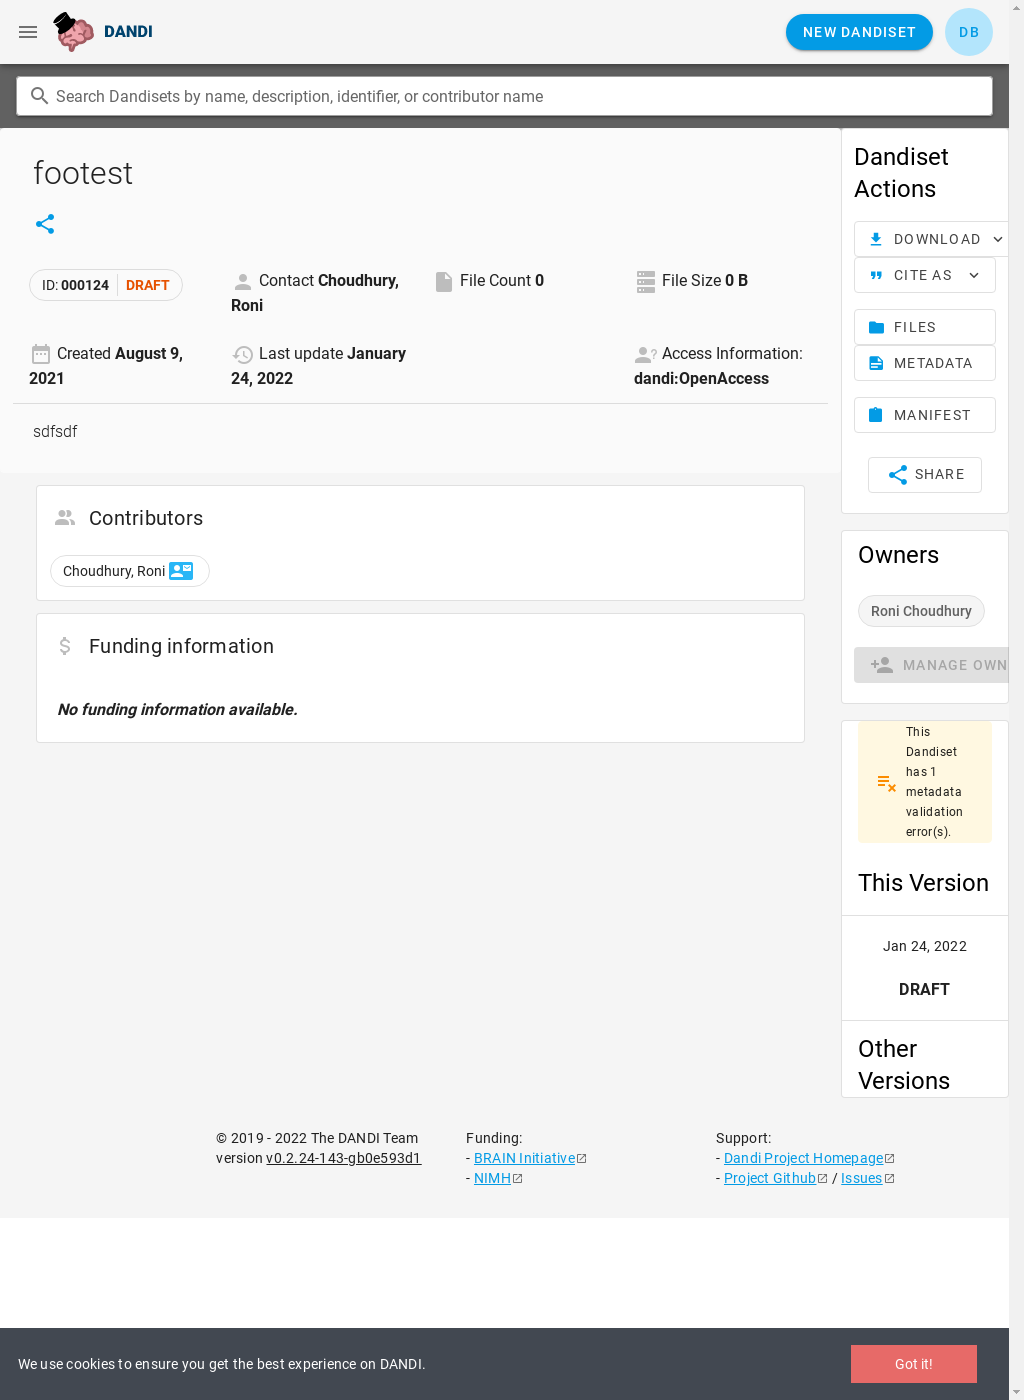 DANDI
NEW DANDISET
DB
Search Dandisets by name, description, identifier, or contributor name
footest
ID: 000124 DRAFT
Contact Choudhury,
Roni
File Count 0
File Size 0 B
Created August 9,
2021
Last update January
24, 2022
Access Information:
dandi:OpenAccess
sdfsdf
Contributors
Choudhury, Roni
Funding information
No funding information available.
Dandiset
Actions
DOWNLOAD
CITE AS
FILES
METADATA
MANIFEST
SHARE
Owners
Roni Choudhury
MANAGE OWN
This
Dandiset
has 1
metadata
validation
error(s).
This Version
Jan 24, 2022
DRAFT
Other
Versions
© 2019 - 2022 The DANDI Team
version v0.2.24-143-gb0e593d1
Funding:
- BRAIN Initiative
- NIMH
Support:
- Dandi Project Homepage
- Project Github / Issues
We use cookies to ensure you get the best experience on DANDI.
Got it!